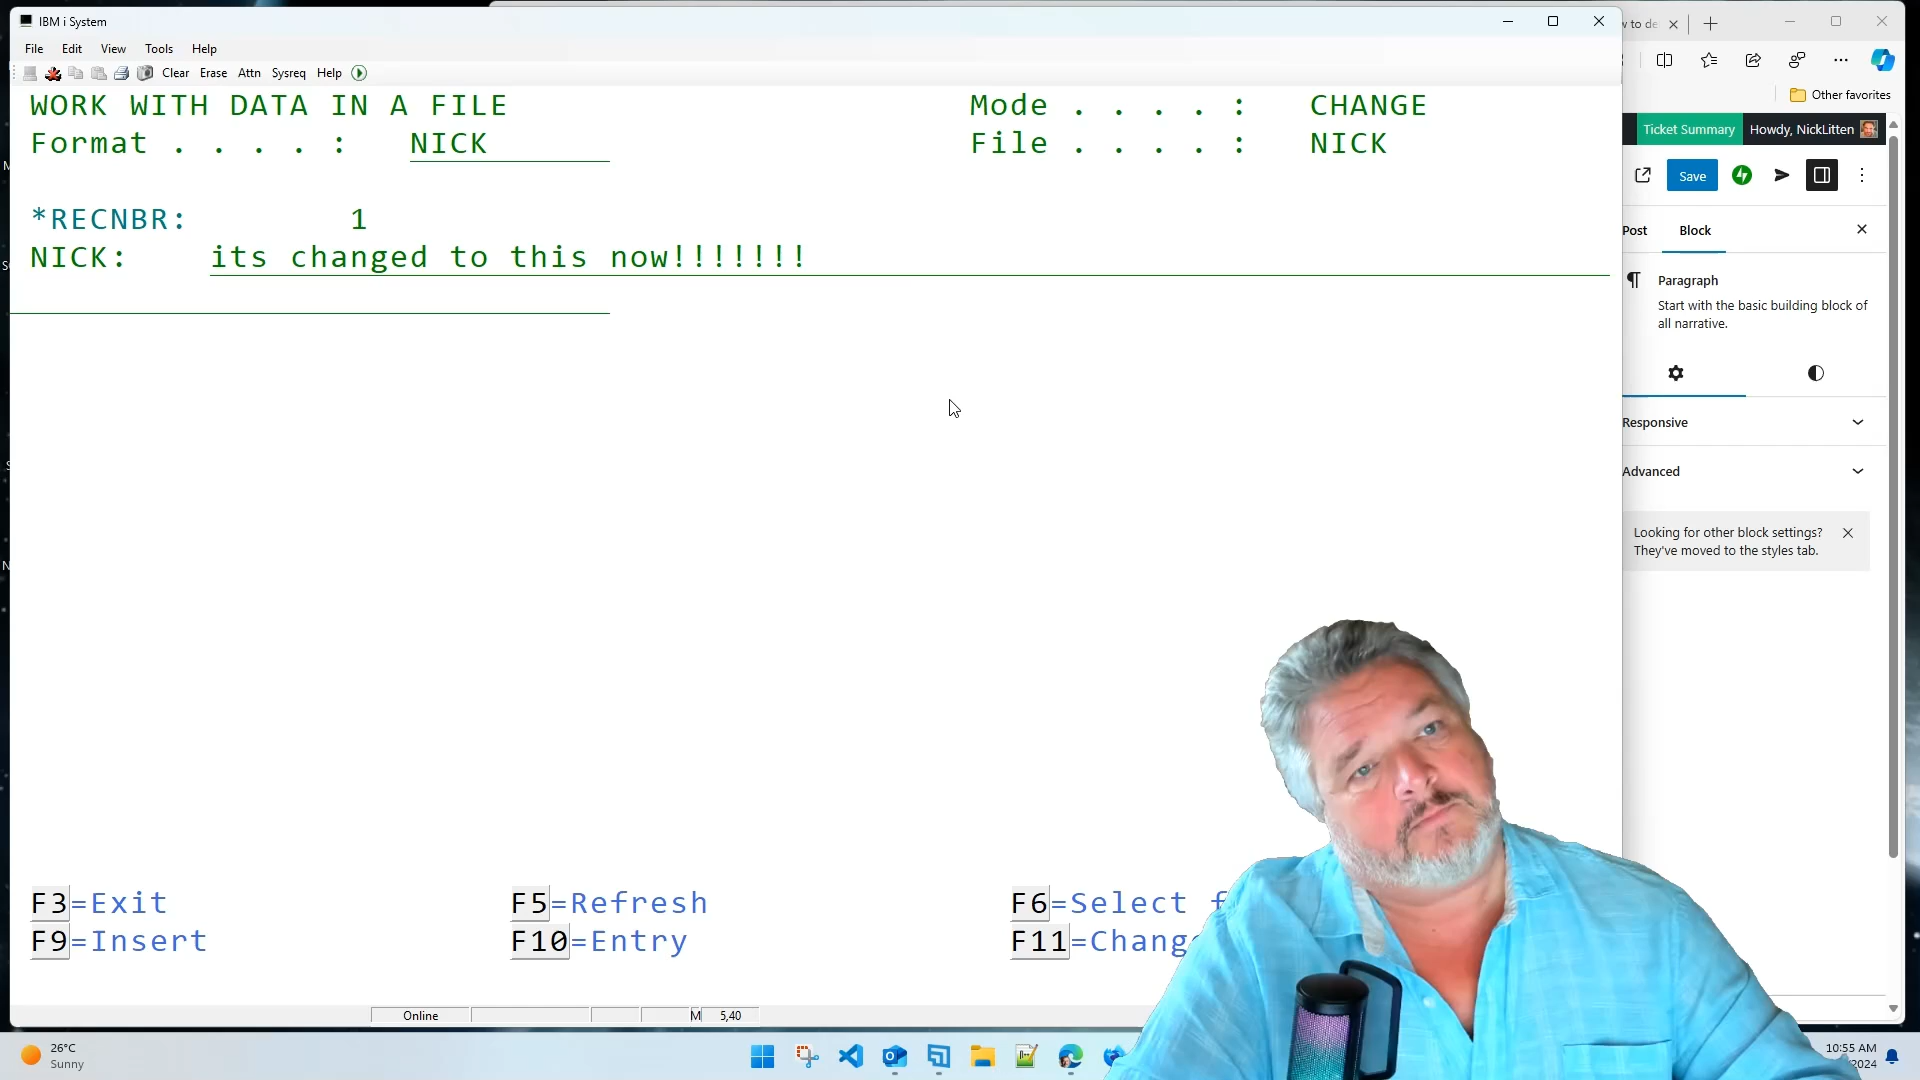 IBM i System
File Edit View Tools Help
Clear Erase Attn Sysreq Help
WORK WITH DATA IN A FILE Mode . . . . : CHANGE
Format . . . . : NICK File . . . . : NICK
*RECNBR: 1
NICK: its changed to this now!!!!!!!
F3=Exit F5=Refresh F6=Select f
F9=Insert F10=Entry F11=Chang
Online M 5,40
to de
Other favorites
Ticket Summary Howdy, NickLitten
Save
Post Block
Paragraph
Start with the basic building block of
all narrative.
Responsive
Advanced
Looking for other block settings?
They've moved to the styles tab.
26°C
Sunny
10:55 AM
2024